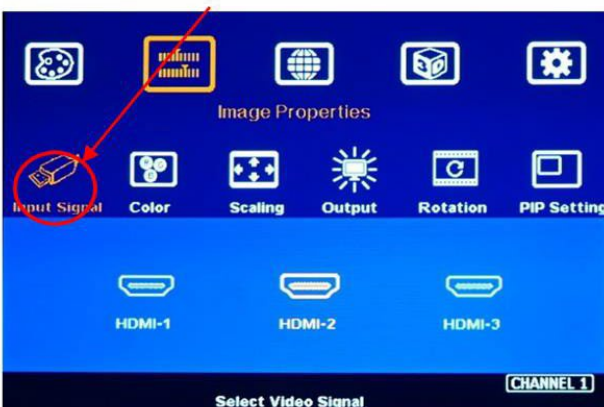 3D
Image Properties
Input Signal Color Scaling Output Rotation PIP Setting
HDMI-1 HDMI-2 HDMI-3
CHANNEL 1
Select Video Signal